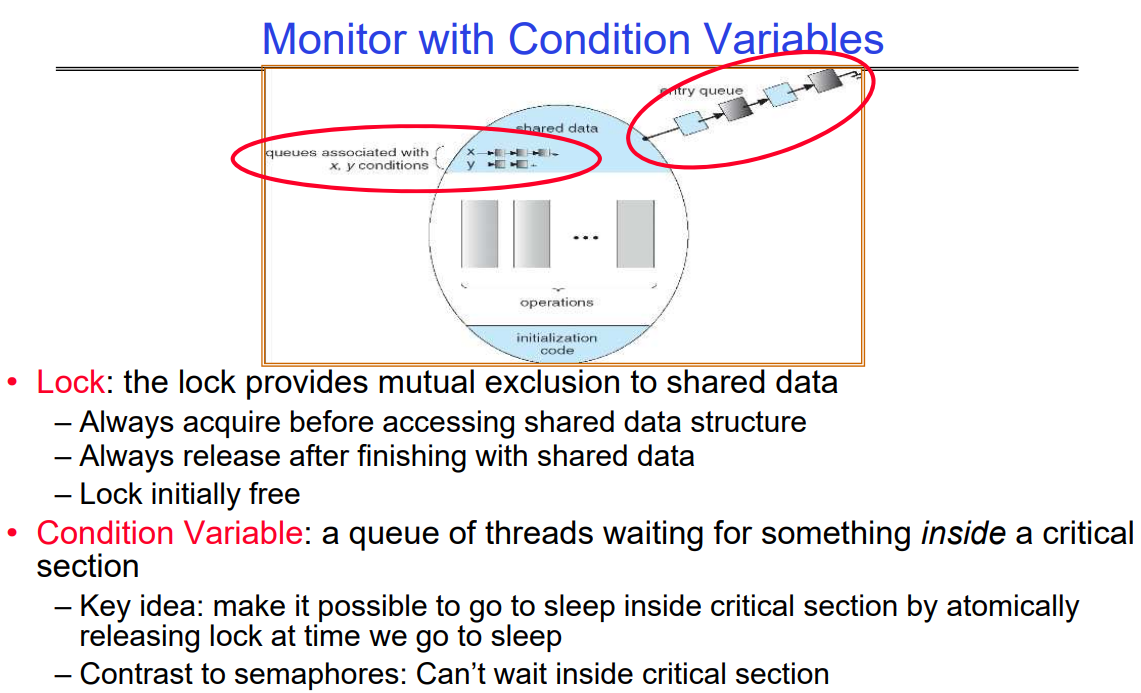 Monitor with Condition Variables
entry queue
shared data
queues associated with
x, y conditions
x
y
...
operations
initialization
code
• Lock: the lock provides mutual exclusion to shared data
– Always acquire before accessing shared data structure
– Always release after finishing with shared data
– Lock initially free
• Condition Variable: a queue of threads waiting for something inside a critical
section
– Key idea: make it possible to go to sleep inside critical section by atomically
releasing lock at time we go to sleep
– Contrast to semaphores: Can’t wait inside critical section